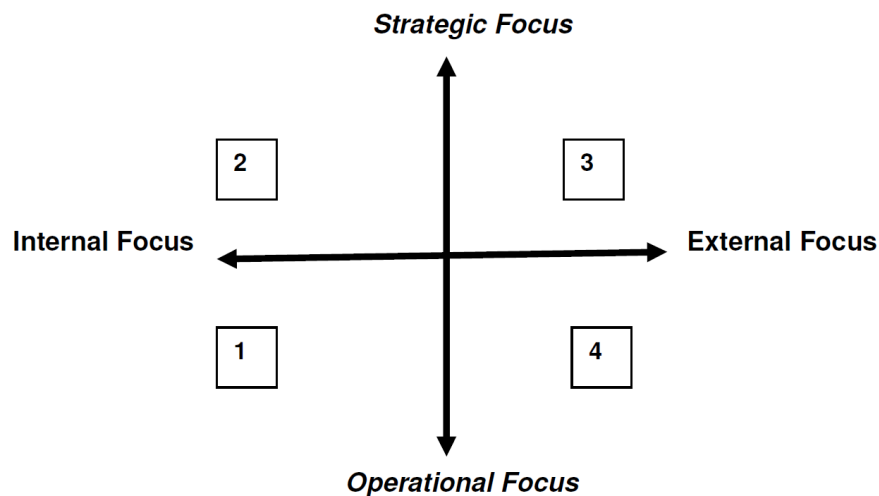 Strategic Focus
2
3
Internal Focus
External Focus
1
4
Operational Focus